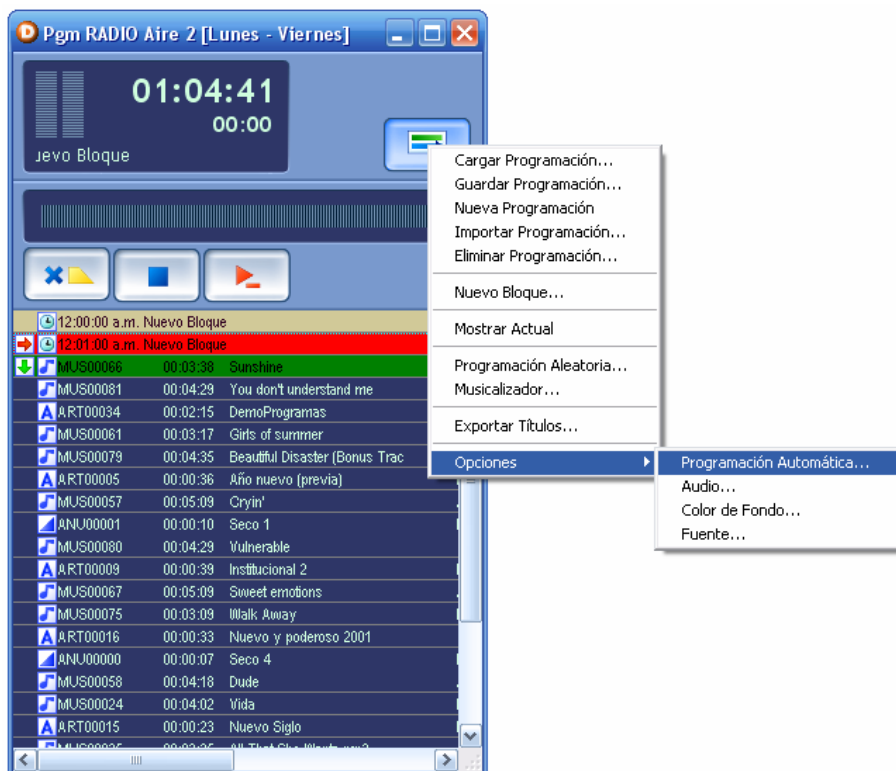 Pgm RADIO Aire 2 [Lunes - Viernes]
01:04:41
00:00
uevo Bloque
Cargar Programación...
Guardar Programación...
Nueva Programación
Importar Programación...
Eliminar Programación...
Nuevo Bloque...
Mostrar Actual
Programación Aleatoria...
Musicalizador...
Exportar Títulos...
Opciones
Programación Automática...
Audio...
Color de Fondo...
Fuente...
12:00:00 a.m. Nuevo Bloque
12:01:00 a.m. Nuevo Bloque
MUS00066 00:03:38 Sunshine
MUS00081 00:04:29 You don't understand me
A ART00034 00:02:15 DemoProgramas
MUS00061 00:03:17 Girls of summer
MUS00079 00:04:35 Beautiful Disaster (Bonus Trac
A ART00005 00:00:36 Año nuevo (previa)
MUS00057 00:05:09 Cryin'
ANU00001 00:00:10 Seco 1
MUS00080 00:04:29 Vulnerable
A ART00009 00:00:39 Institucional 2
MUS00067 00:05:09 Sweet emotions
MUS00075 00:03:09 Walk Away
A ART00016 00:00:33 Nuevo y poderoso 2001
ANU00000 00:00:07 Seco 4
MUS00058 00:04:18 Dude
MUS00024 00:04:02 Vida
A ART00015 00:00:23 Nuevo Siglo